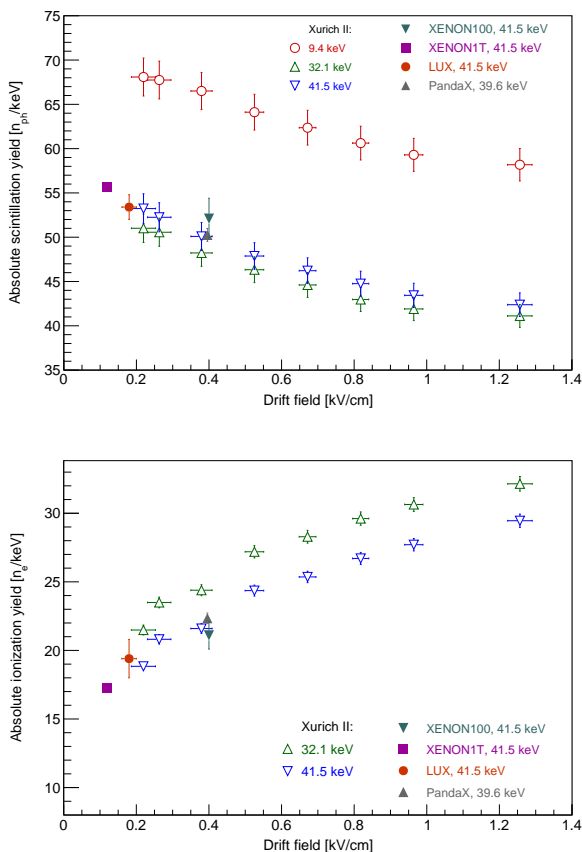 Absolute scintillation yield [n_ph/keV]
70
65
60
55
50
45
40
35
0 0.2 0.4 0.6 0.8 1 1.2 1.4
Drift field [kV/cm]
Xurich II:
9.4 keV
32.1 keV
41.5 keV
XENON100, 41.5 keV
XENON1T, 41.5 keV
LUX, 41.5 keV
PandaX, 39.6 keV
Absolute ionization yield [n_e/keV]
30
25
20
15
10
0 0.2 0.4 0.6 0.8 1 1.2 1.4
Drift field [kV/cm]
Xurich II:
32.1 keV
41.5 keV
XENON100, 41.5 keV
XENON1T, 41.5 keV
LUX, 41.5 keV
PandaX, 39.6 keV